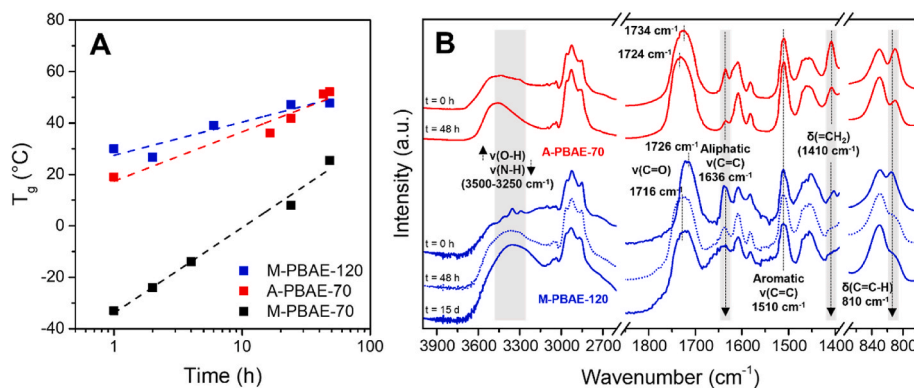 A
80
60
40
20
0
-20
-40
Tg (°C)
M-PBAE-120
A-PBAE-70
M-PBAE-70
1
10
100
Time (h)
B
Intensity (a.u.)
1734 cm⁻¹
1724 cm⁻¹
t = 0 h
t = 48 h
A-PBAE-70
ν(O-H)
ν(N-H)
(3500-3250 cm⁻¹)
1726 cm⁻¹
ν(C=O)
1716 cm⁻¹
Aliphatic
ν(C=C)
1636 cm⁻¹
δ(=CH₂)
(1410 cm⁻¹)
t = 0 h
t = 48 h
t = 15 d
M-PBAE-120
Aromatic
ν(C=C)
1510 cm⁻¹
δ(C=C-H)
810 cm⁻¹
3900 3600 3300 3000 2700 1800 1700 1600 1500 1400 840 800
Wavenumber (cm⁻¹)